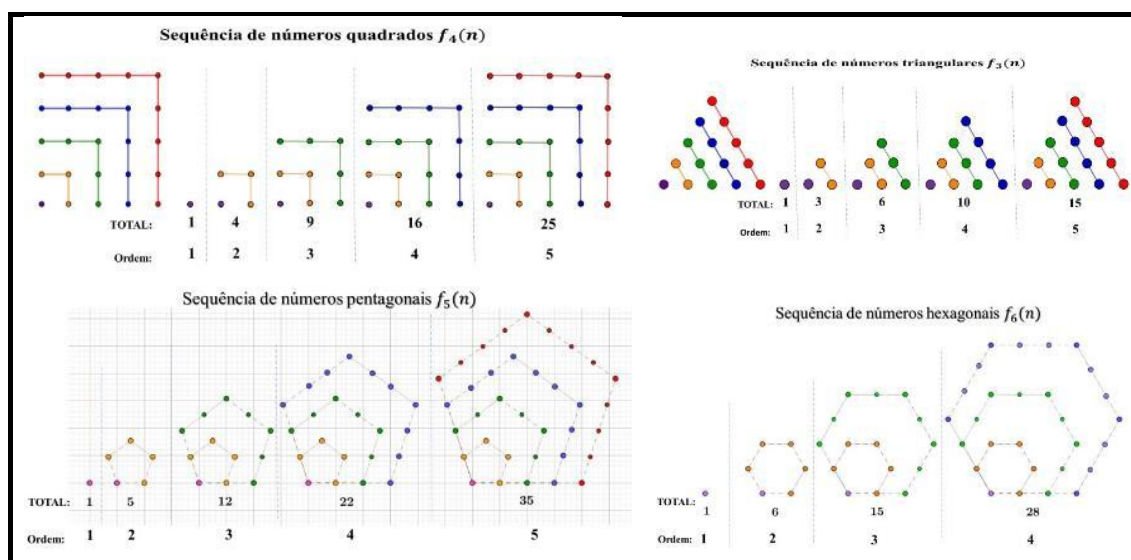 Sequência de números quadrados f₄(n)
TOTAL: 1 4 9 16 25
Ordem: 1 2 3 4 5
Sequência de números triangulares f₃(n)
TOTAL: 1 3 6 10 15
Ordem: 1 2 3 4 5
Sequência de números pentagonais f₅(n)
TOTAL: 1 5 12 22 35
Ordem: 1 2 3 4 5
Sequência de números hexagonais f₆(n)
TOTAL: 1 6 15 28
Ordem: 1 2 3 4